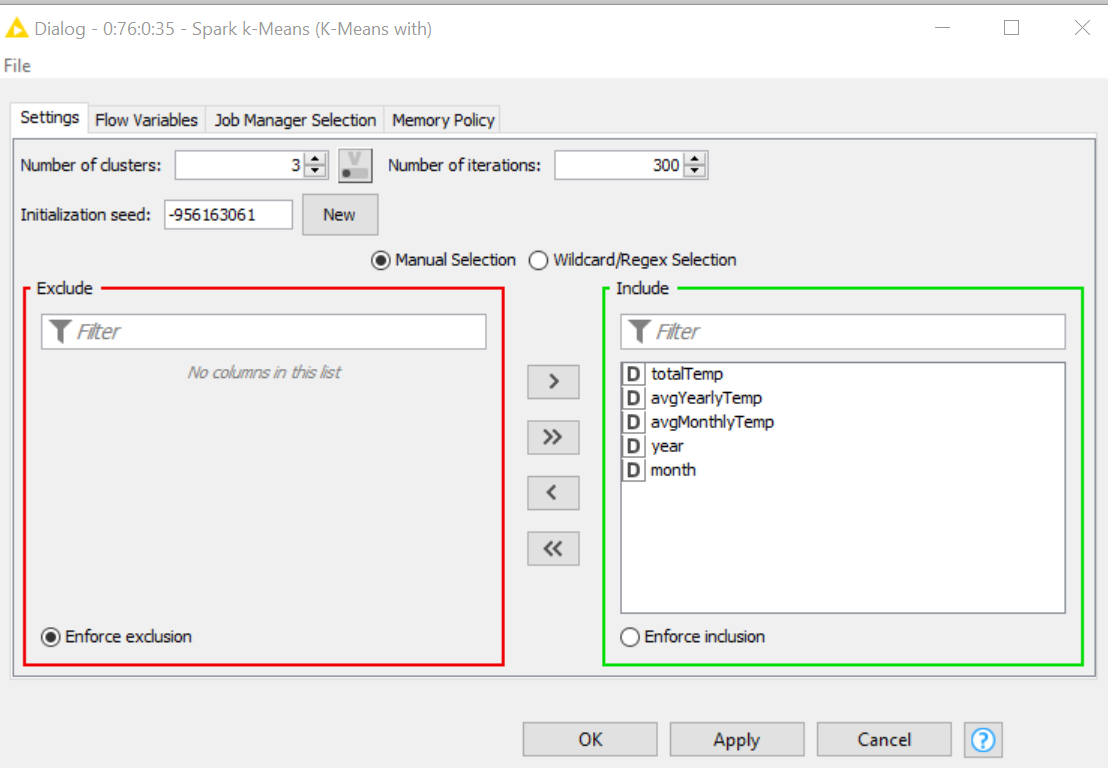 Dialog - 0:76:0:35 - Spark k-Means (K-Means with)
File
Settings Flow Variables Job Manager Selection Memory Policy
Number of clusters: 3 V Number of iterations: 300
Initialization seed: -956163061 New
Manual Selection Wildcard/Regex Selection
Exclude Include
Filter Filter
No columns in this list
D totalTemp
> D avgYearlyTemp
D avgMonthlyTemp
>> D year
D month
<
<<
Enforce exclusion Enforce inclusion
OK Apply Cancel ?